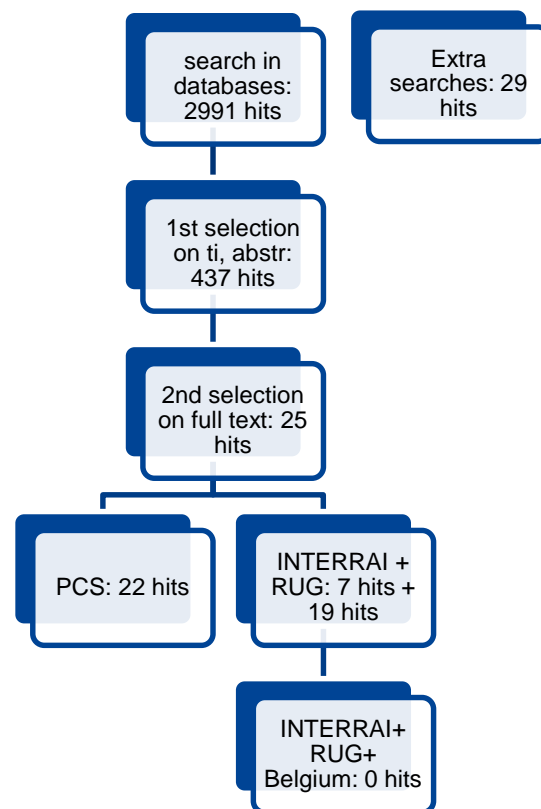 search in
databases:
2991 hits
Extra
searches: 29
hits
1st selection
on ti, abstr:
437 hits
2nd selection
on full text: 25
hits
PCS: 22 hits
INTERRAI +
RUG: 7 hits +
19 hits
INTERRAI+
RUG+
Belgium: 0 hits